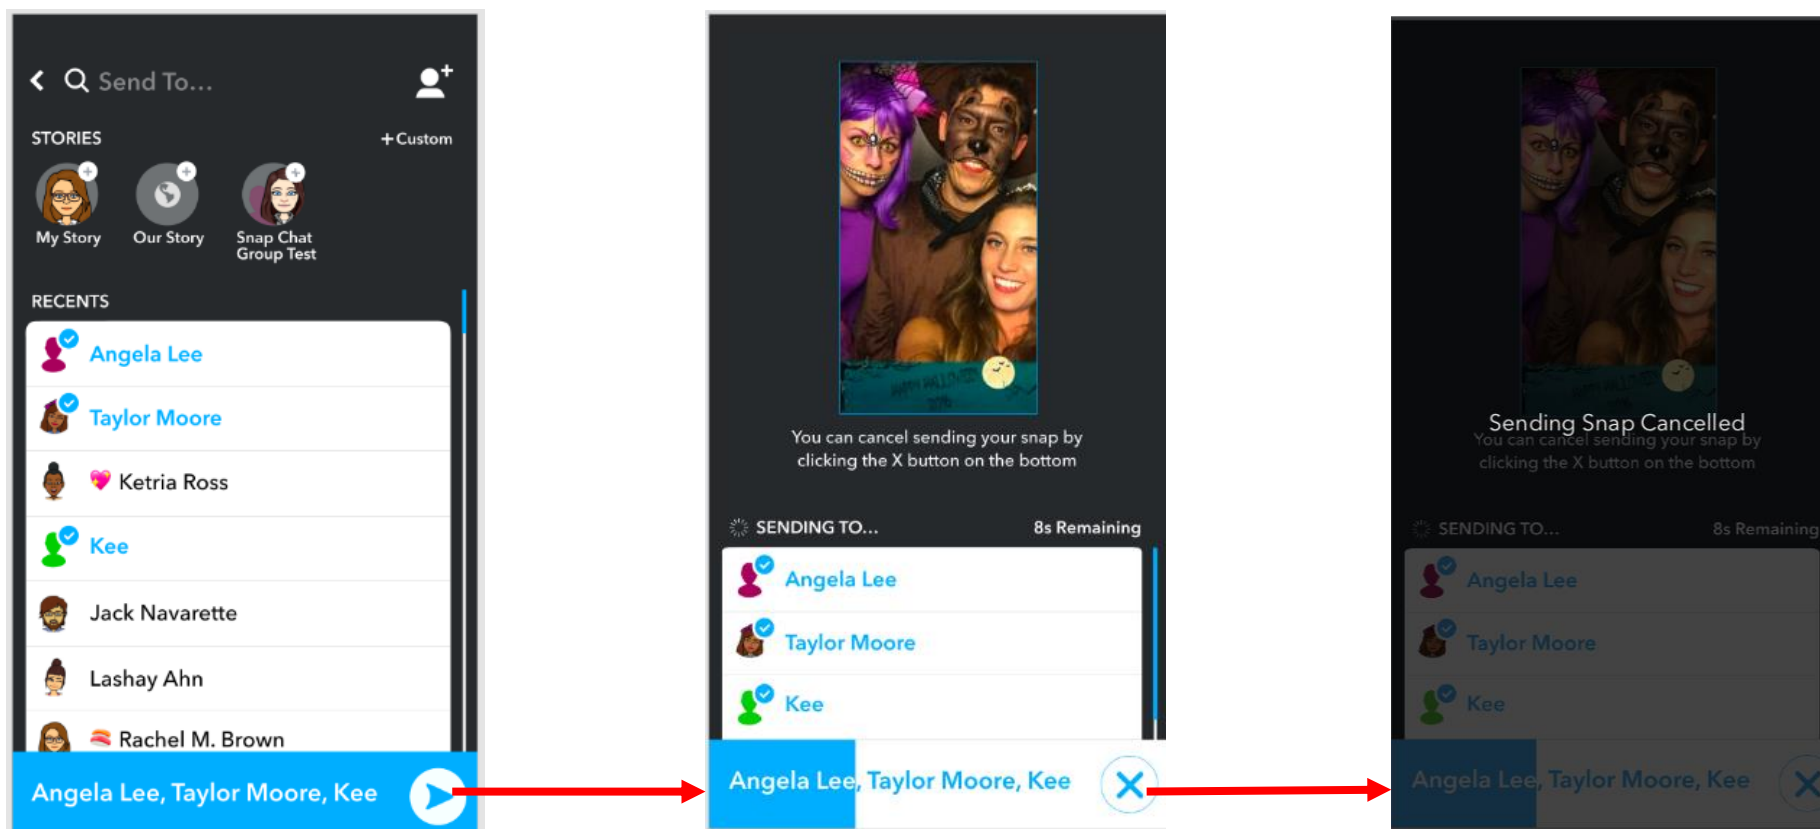 Send To...
STORIES
+Custom
My Story
Our Story
Snap Chat
Group Test
RECENTS
Angela Lee
Taylor Moore
Ketria Ross
Kee
Jack Navarette
Lashay Ahn
Rachel M. Brown
Angela Lee, Taylor Moore, Kee
HAPPY HALLOWEEN
You can cancel sending your snap by
clicking the X button on the bottom
SENDING TO...
8s Remaining
Angela Lee
Taylor Moore
Kee
Angela Lee, Taylor Moore, Kee
Sending Snap Cancelled
You can cancel sending your snap by
clicking the X button on the bottom
SENDING TO...
8s Remaining
Angela Lee
Taylor Moore
Kee
Angela Lee, Taylor Moore, Kee